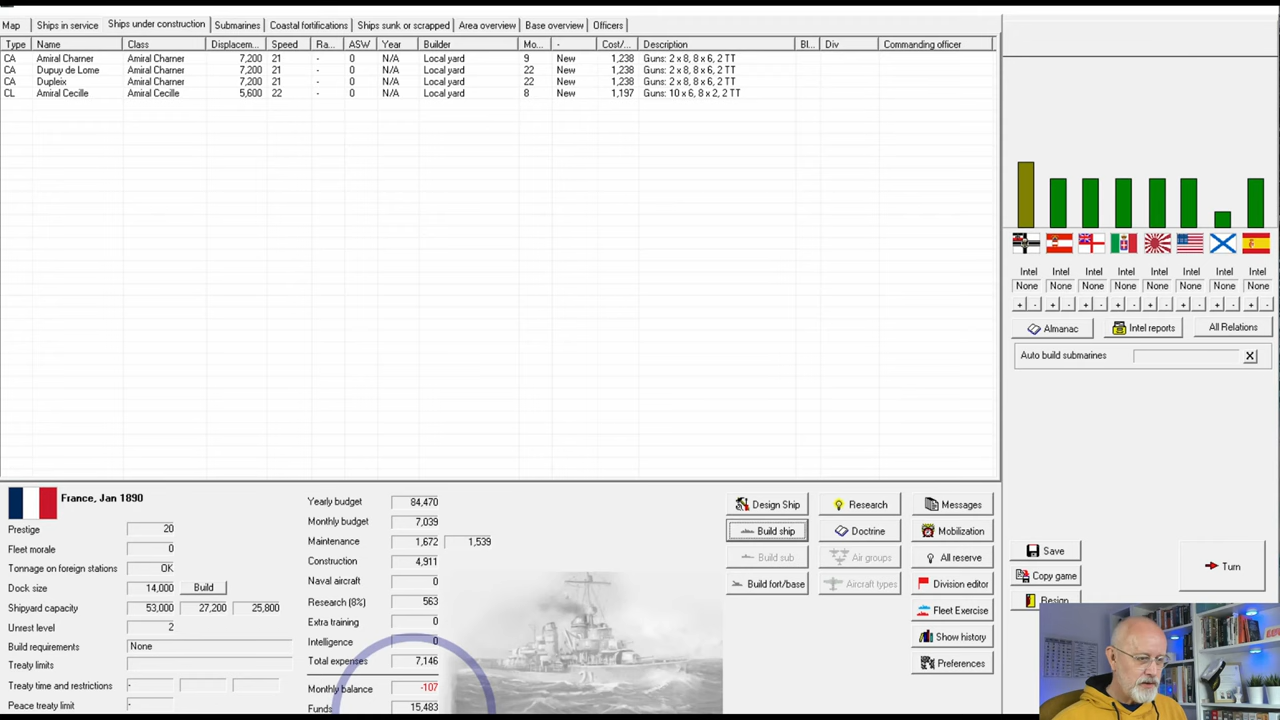 Map Ships in service Ships under construction Submarines Coastal fortifications Ships sunk or scrapped Area overview Base overview Officers
Type Name Class Displacem... Speed Ra... ASW Year Builder Mo... - Cost/... Description Bl... Div Commanding officer
CA Amiral Charner Amiral Charner 7,200 21 - 0 N/A Local yard 9 New 1,238 Guns: 2 x 8, 8 x 6, 2 TT
CA Dupuy de Lome Amiral Charner 7,200 21 - 0 N/A Local yard 22 New 1,238 Guns: 2 x 8, 8 x 6, 2 TT
CA Dupleix Amiral Charner 7,200 21 - 0 N/A Local yard 22 New 1,238 Guns: 2 x 8, 8 x 6, 2 TT
CL Amiral Cecille Amiral Cecille 5,600 22 - 0 N/A Local yard 8 New 1,197 Guns: 10 x 6, 8 x 2, 2 TT
Intel Intel Intel Intel Intel Intel Intel Intel
None None None None None None None None
+ - + - + - + - + - + - + - + -
Almanac Intel reports All Relations
Auto build submarines X
France, Jan 1890
Prestige 20
Fleet morale 0
Tonnage on foreign stations OK
Dock size 14,000 Build
Shipyard capacity 53,000 27,200 25,800
Unrest level 2
Build requirements None
Treaty limits
Treaty time and restrictions -
Peace treaty limit -
Yearly budget 84,470
Monthly budget 7,039
Maintenance 1,672 1,539
Construction 4,911
Naval aircraft 0
Research (8%) 563
Extra training 0
Intelligence 0
Total expenses 7,146
Monthly balance -107
Funds 15,483
Design Ship Research Messages
Build ship Doctrine Mobilization
Build sub Air groups All reserve
Build fort/base Aircraft types Division editor
Fleet Exercise
Show history
Preferences
Save
Copy game
Resign
Turn